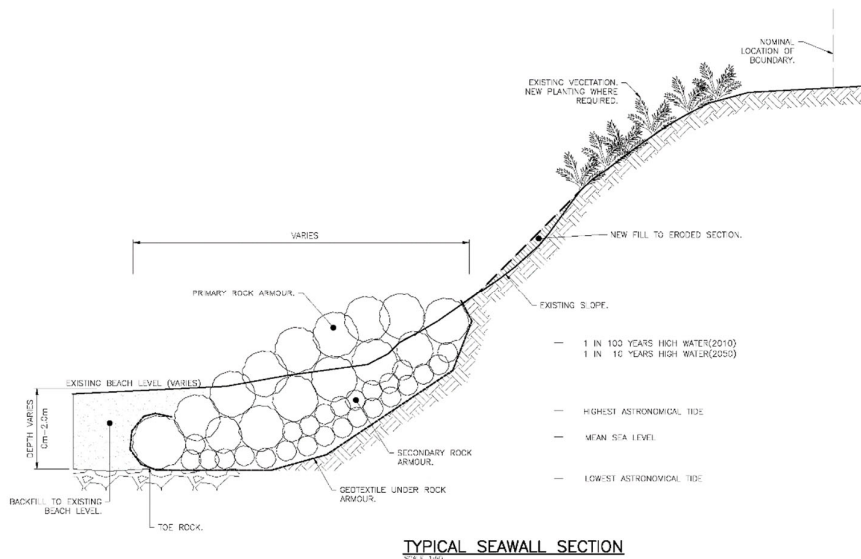 NOMINAL
LOCATION OF
BOUNDARY.
EXISTING VEGETATION.
NEW PLANTING WHERE
REQUIRED.
VARIES
NEW FILL TO ERODED SECTION.
PRIMARY ROCK ARMOUR.
EXISTING SLOPE.
1 IN 100 YEARS HIGH WATER(2010)
1 IN 10 YEARS HIGH WATER(2050)
EXISTING BEACH LEVEL (VARIES)
DEPTH VARIES
0m-2.0m
HIGHEST ASTRONOMICAL TIDE
MEAN SEA LEVEL
SECONDARY ROCK
ARMOUR.
LOWEST ASTRONOMICAL TIDE
GEOTEXTILE UNDER ROCK
ARMOUR.
BACKFILL TO EXISTING
BEACH LEVEL.
TOE ROCK.
TYPICAL SEAWALL SECTION